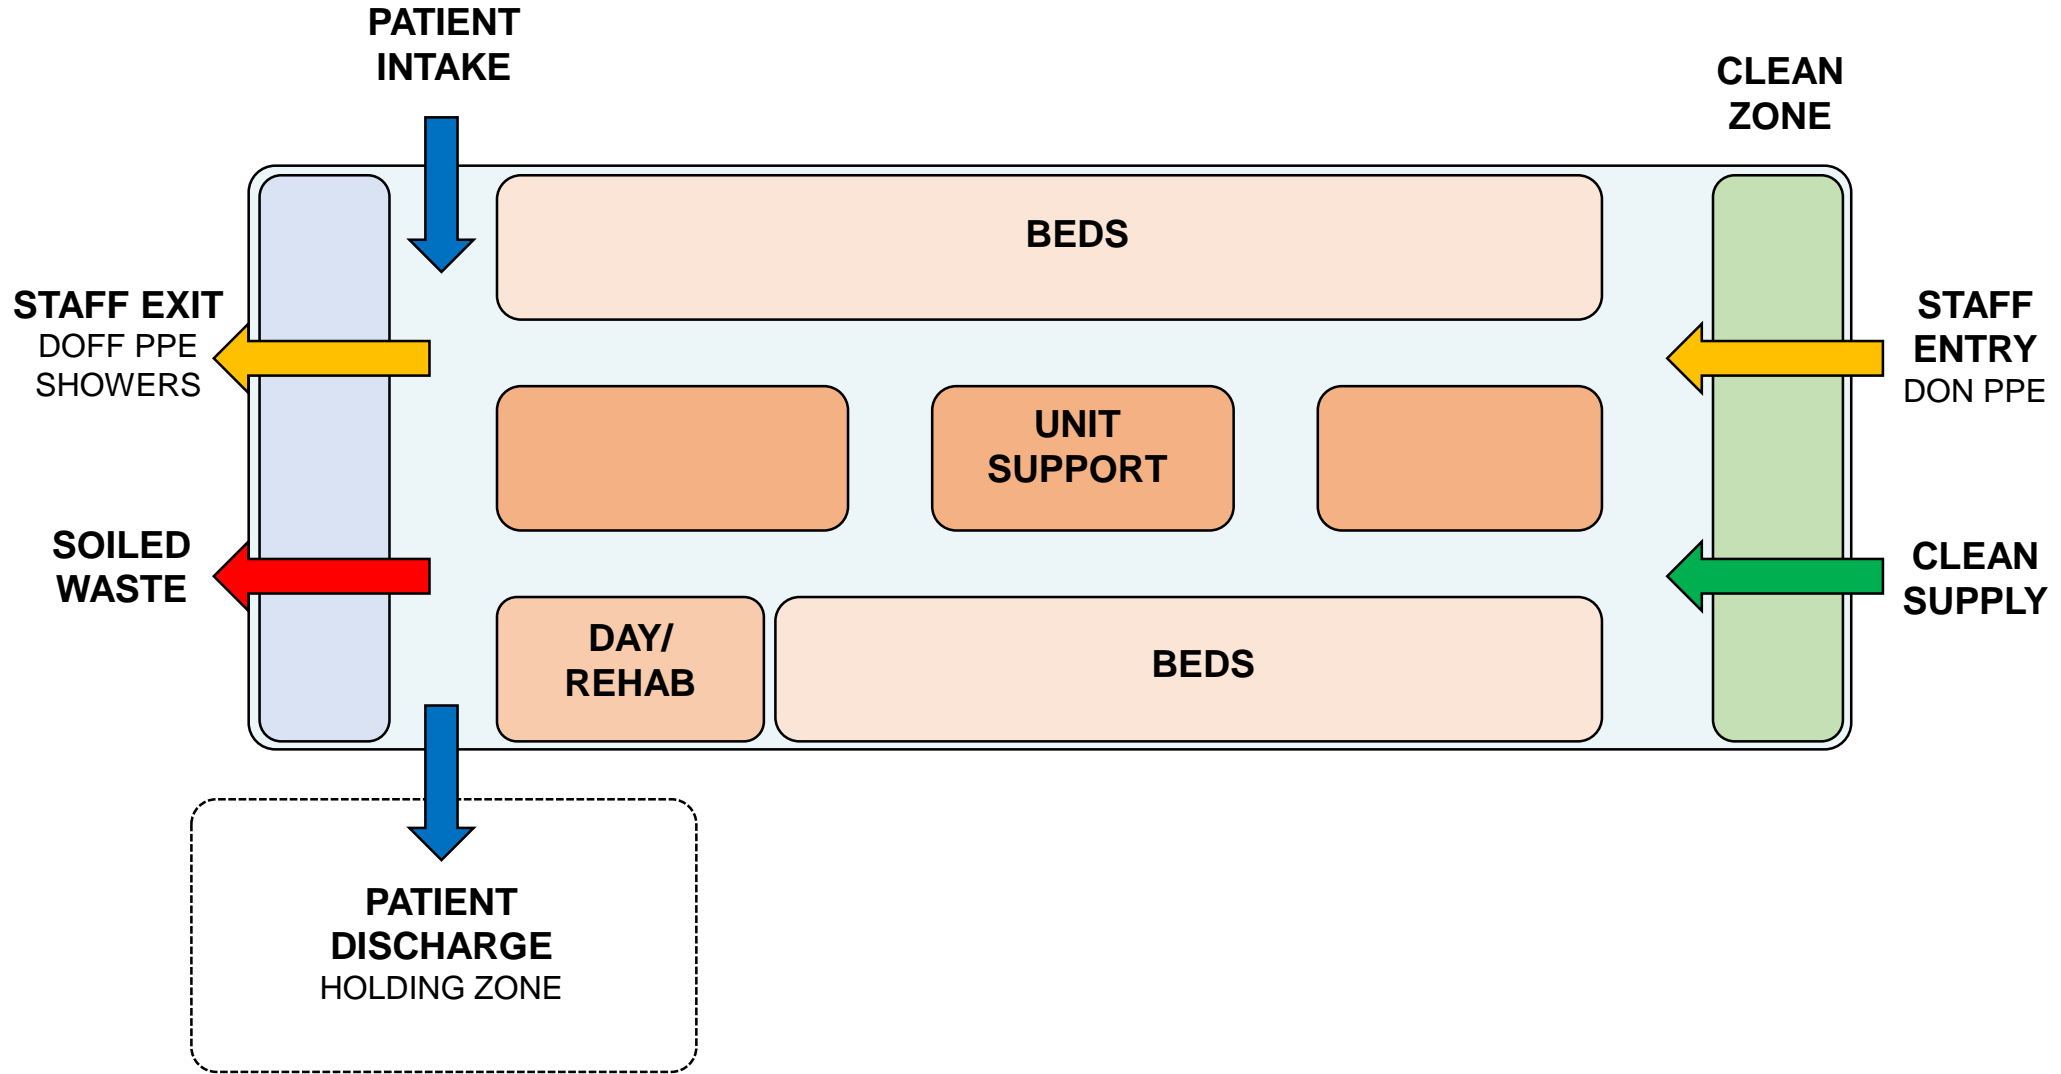 PATIENT
INTAKE
CLEAN
ZONE
BEDS
STAFF EXIT
DOFF PPE
SHOWERS
STAFF
ENTRY
DON PPE
UNIT
SUPPORT
SOILED
WASTE
CLEAN
SUPPLY
DAY/
REHAB
BEDS
PATIENT
DISCHARGE
HOLDING ZONE